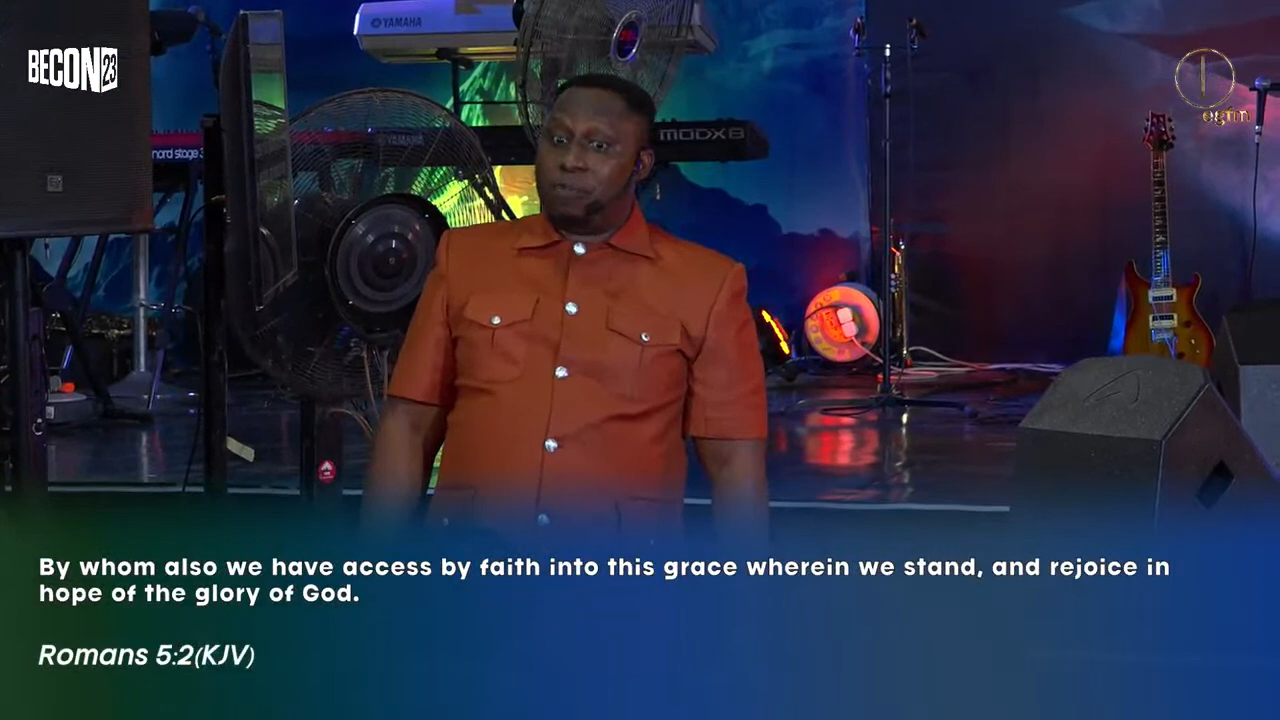 YAMAHA
BECON23
egfm
YAMAHA
MODX8
nord stage 3
By whom also we have access by faith into this grace wherein we stand, and rejoice in
hope of the glory of God.
Romans 5:2(KJV)